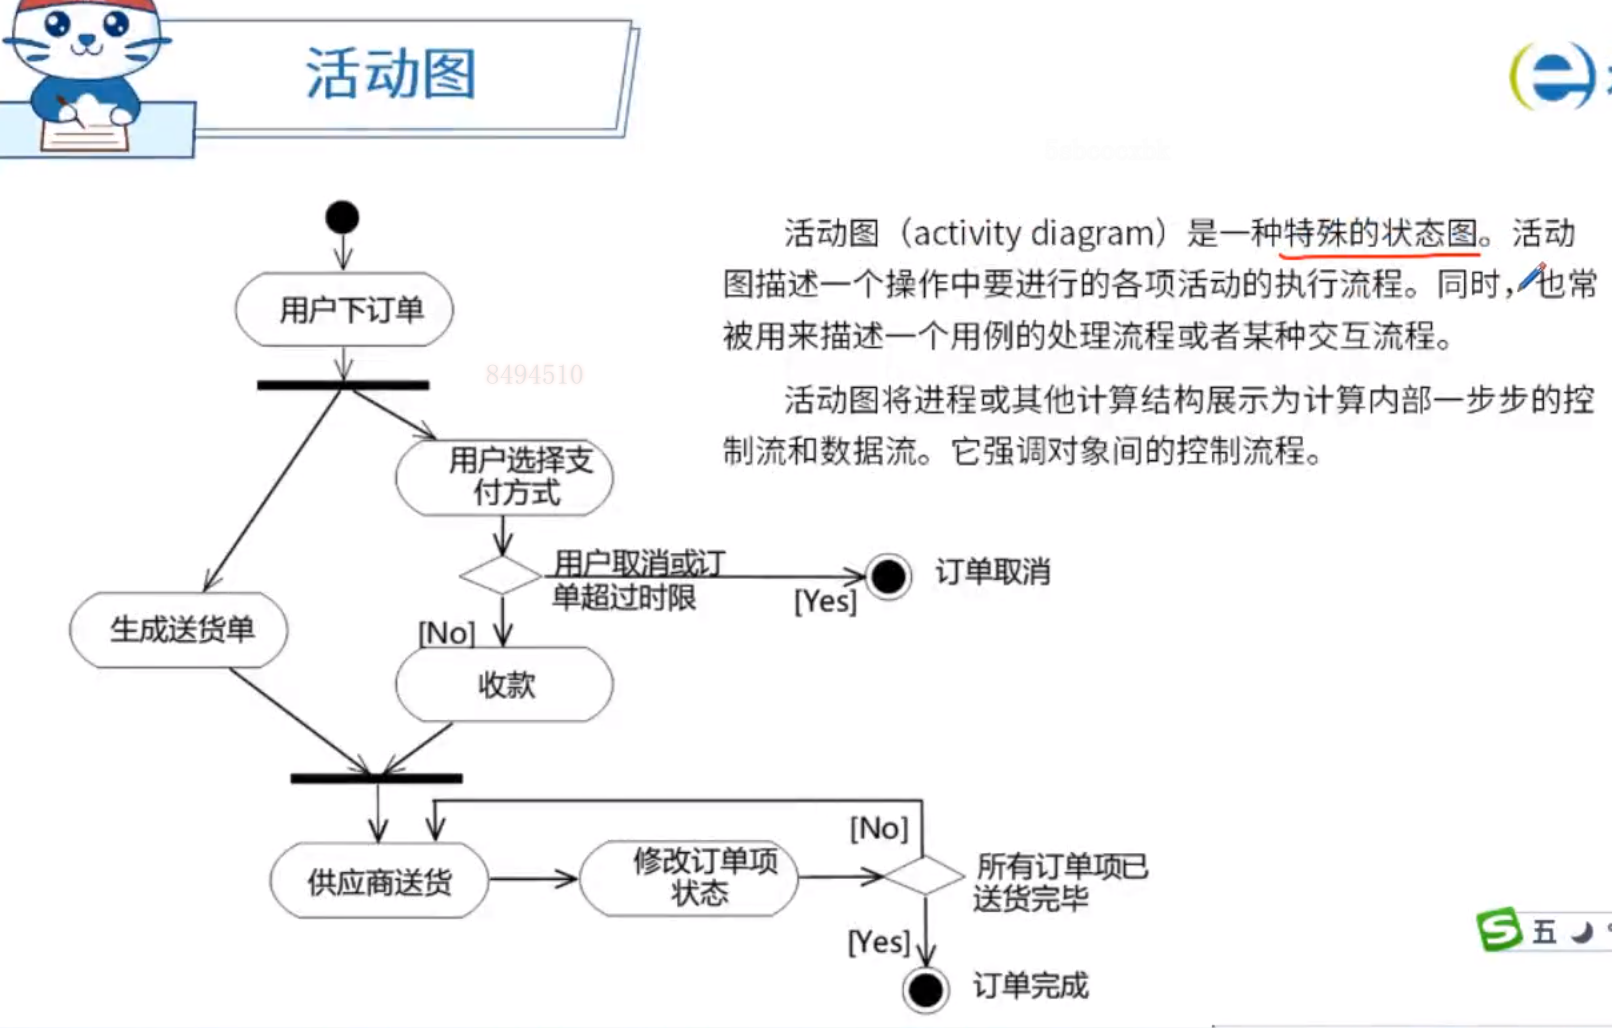 活动图
活动图（activity diagram）是一种特殊的状态图。活动
图描述一个操作中要进行的各项活动的执行流程。同时，也常
被用来描述一个用例的处理流程或者某种交互流程。
活动图将进程或其他计算结构展示为计算内部一步步的控
制流和数据流。它强调对象间的控制流程。
用户下订单
8494510
用户选择支
付方式
用户取消或订
单超过时限
[Yes]
订单取消
[No]
生成送货单
收款
[No]
供应商送货
修改订单项
状态
所有订单项已
送货完毕
[Yes]
订单完成
五